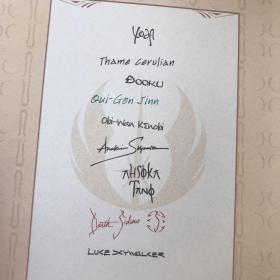 Yoda
Thame Cerulian
Dooku
Qui-Gon Jinn
Obi-Wan Kenobi
Anakin Skywalker
AHSOKA
TANO
Darth Sidious
LUKE SKYWALKER